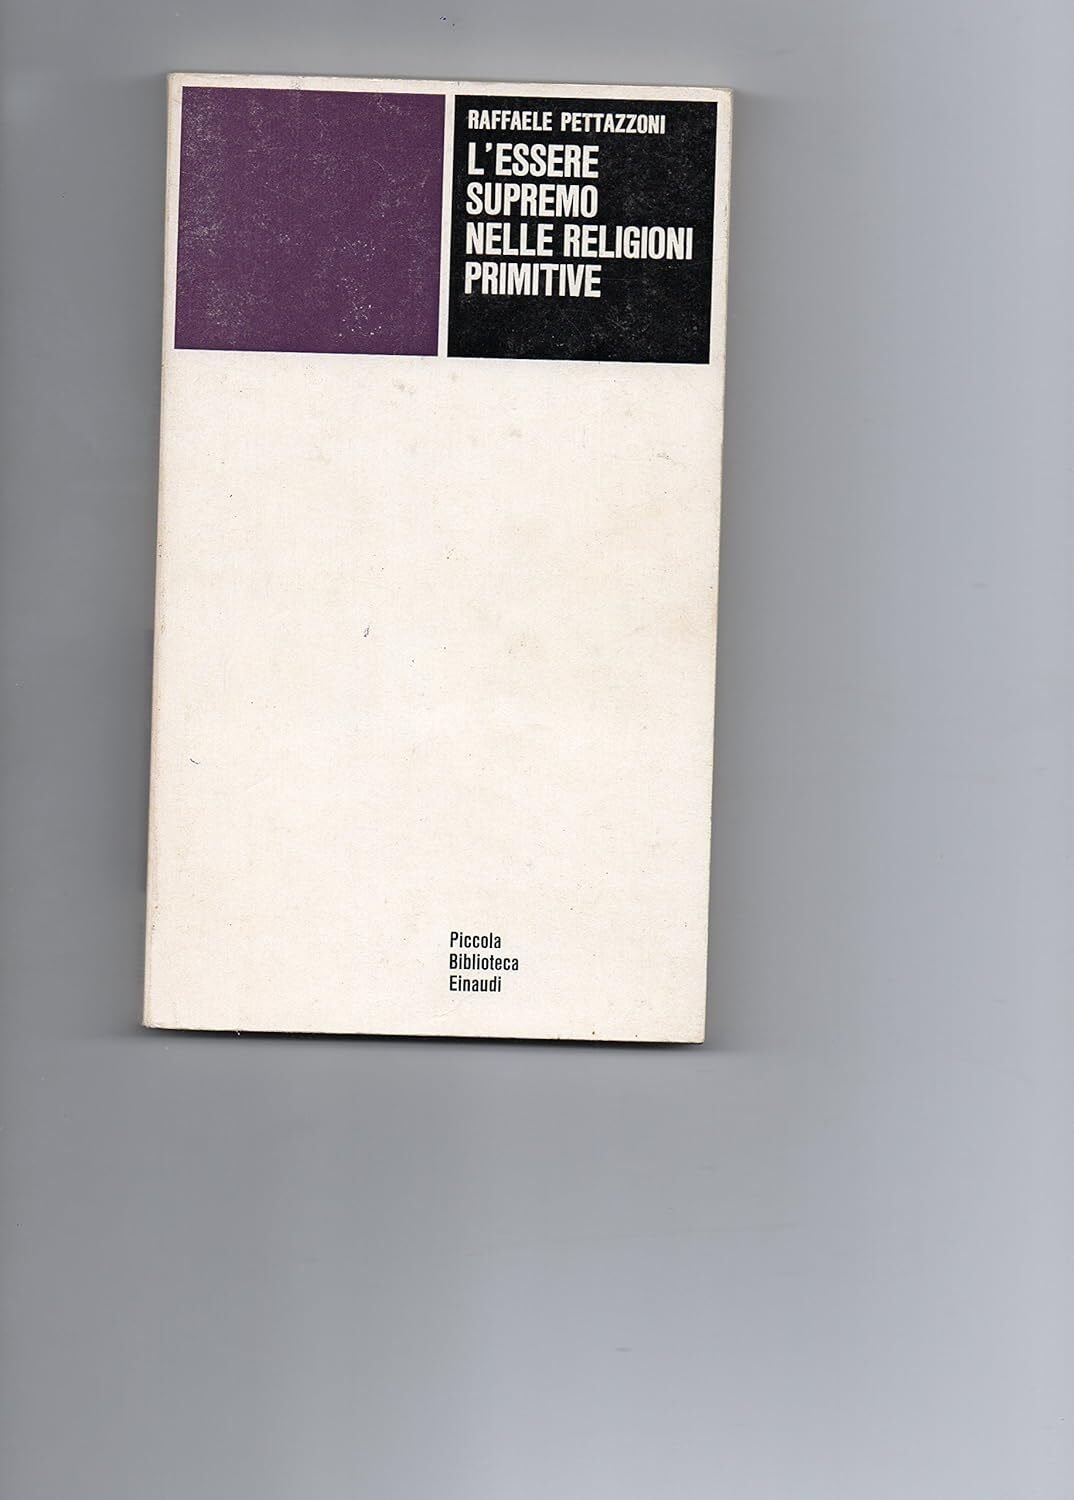 RAFFAELE PETTAZZONI
L'ESSERE
SUPREMO
NELLE RELIGIONI
PRIMITIVE
Piccola
Biblioteca
Einaudi